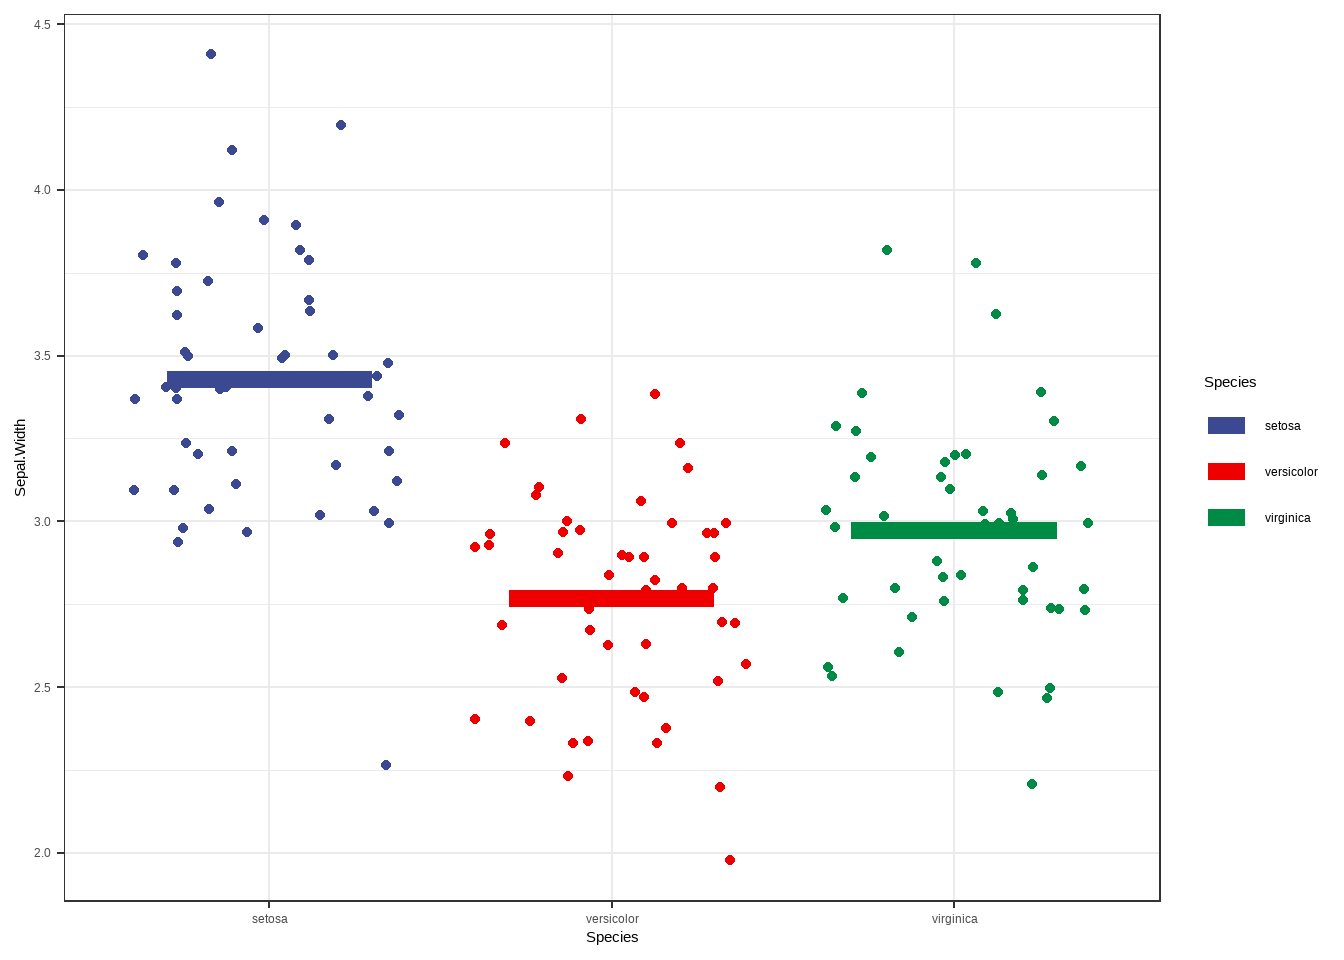 4.5
4.0
3.5
3.0
2.5
2.0
Sepal.Width
setosa
versicolor
virginica
Species
Species
setosa
versicolor
virginica